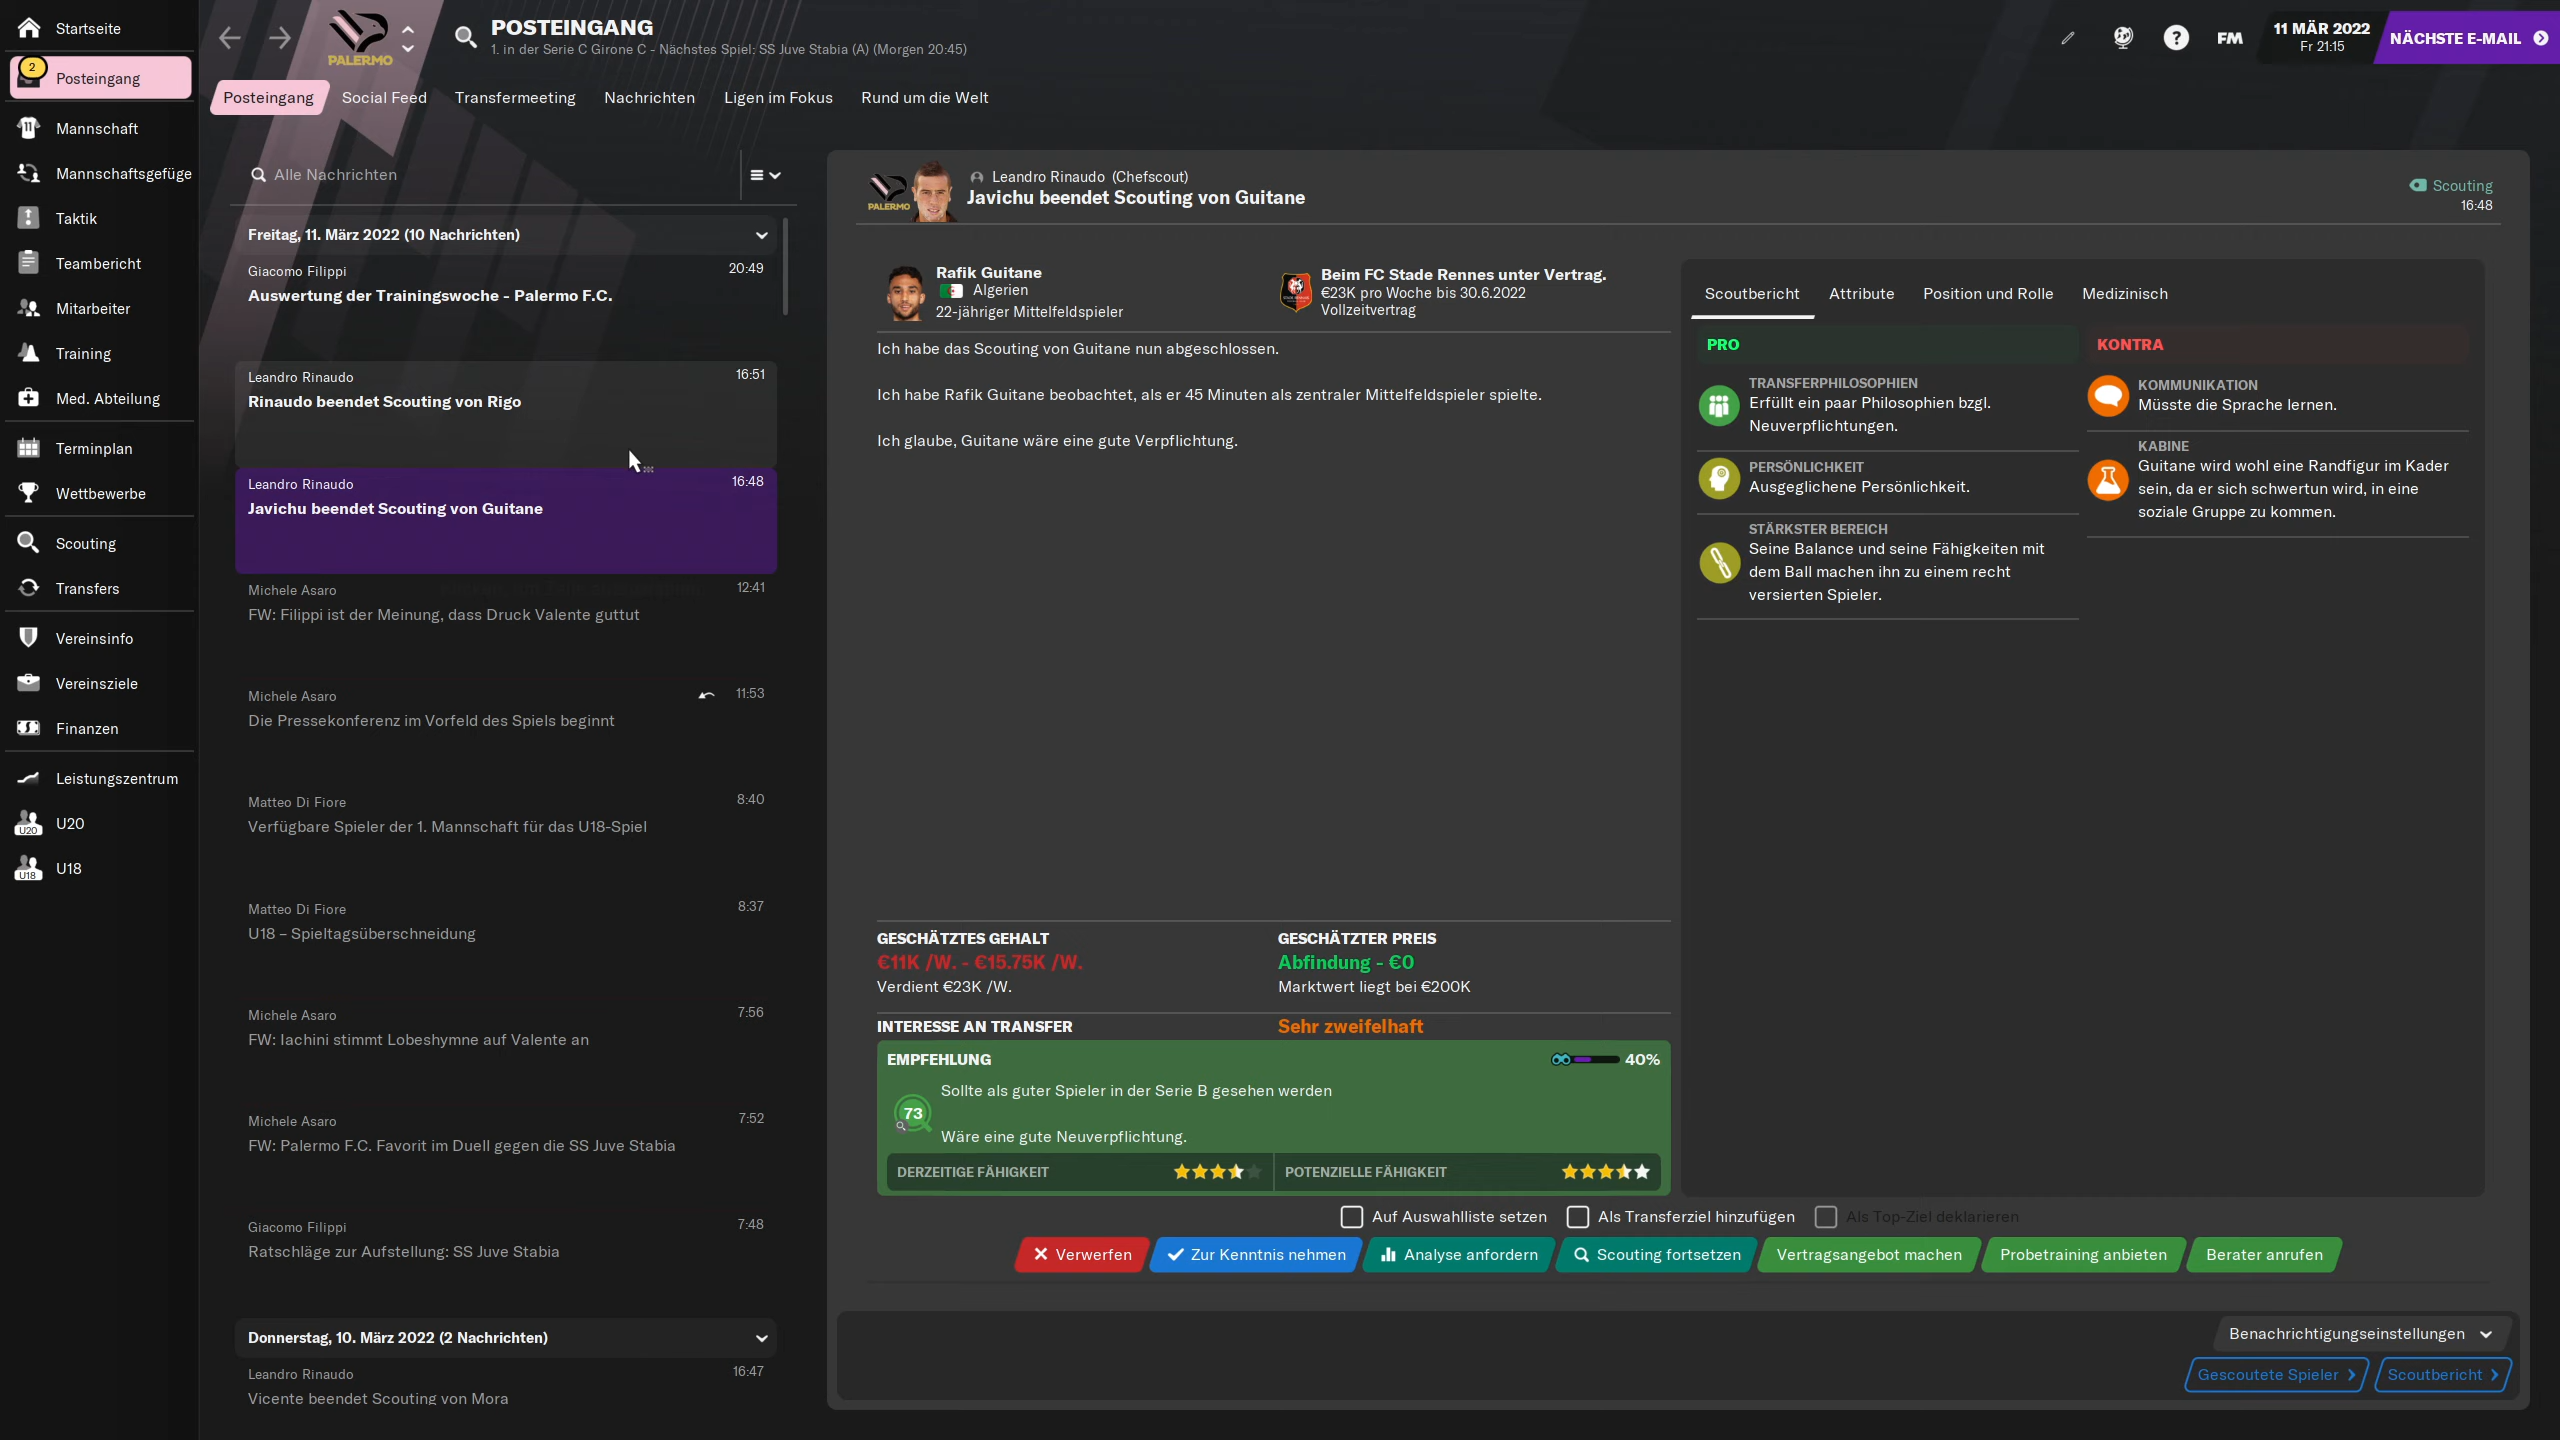 Startseite
2
Posteingang
Mannschaft
Mannschaftsgefüge
Taktik
Teambericht
Mitarbeiter
Training
Med. Abteilung
Terminplan
Wettbewerbe
Scouting
Transfers
Vereinsinfo
Vereinsziele
Finanzen
Leistungszentrum
U20
U20
U18
U18
PALERMO
POSTEINGANG
1. in der Serie C Girone C - Nächstes Spiel: SS Juve Stabia (A) (Morgen 20:45)
FM
11 MÄR 2022
Fr 21:15
NÄCHSTE E-MAIL
Posteingang Social Feed Transfermeeting Nachrichten Ligen im Fokus Rund um die Welt
Alle Nachrichten
Freitag, 11. März 2022 (10 Nachrichten)
Giacomo Filippi 20:49
Auswertung der Trainingswoche - Palermo F.C.
Leandro Rinaudo 16:51
Rinaudo beendet Scouting von Rigo
Leandro Rinaudo 16:48
Javichu beendet Scouting von Guitane
Michele Asaro 12:41
FW: Filippi ist der Meinung, dass Druck Valente guttut
Michele Asaro 11:53
Die Pressekonferenz im Vorfeld des Spiels beginnt
Matteo Di Fiore 8:40
Verfügbare Spieler der 1. Mannschaft für das U18-Spiel
Matteo Di Fiore 8:37
U18 – Spieltagsüberschneidung
Michele Asaro 7:56
FW: Iachini stimmt Lobeshymne auf Valente an
Michele Asaro 7:52
FW: Palermo F.C. Favorit im Duell gegen die SS Juve Stabia
Giacomo Filippi 7:48
Ratschläge zur Aufstellung: SS Juve Stabia
Donnerstag, 10. März 2022 (2 Nachrichten)
Leandro Rinaudo 16:47
Vicente beendet Scouting von Mora
PALERMO
Leandro Rinaudo (Chefscout)
Javichu beendet Scouting von Guitane
Scouting
16:48
Rafik Guitane
Algerien
22-jähriger Mittelfeldspieler
Beim FC Stade Rennes unter Vertrag.
€23K pro Woche bis 30.6.2022
Vollzeitvertrag
Ich habe das Scouting von Guitane nun abgeschlossen.
Ich habe Rafik Guitane beobachtet, als er 45 Minuten als zentraler Mittelfeldspieler spielte.
Ich glaube, Guitane wäre eine gute Verpflichtung.
GESCHÄTZTES GEHALT
€11K /W. - €15.75K /W.
Verdient €23K /W.
GESCHÄTZTER PREIS
Abfindung - €0
Marktwert liegt bei €200K
INTERESSE AN TRANSFER Sehr zweifelhaft
EMPFEHLUNG 40%
Sollte als guter Spieler in der Serie B gesehen werden
73
Wäre eine gute Neuverpflichtung.
DERZEITIGE FÄHIGKEIT POTENZIELLE FÄHIGKEIT
Scoutbericht Attribute Position und Rolle Medizinisch
PRO
TRANSFERPHILOSOPHIEN
Erfüllt ein paar Philosophien bzgl.
Neuverpflichtungen.
PERSÖNLICHKEIT
Ausgeglichene Persönlichkeit.
STÄRKSTER BEREICH
Seine Balance und seine Fähigkeiten mit
dem Ball machen ihn zu einem recht
versierten Spieler.
KONTRA
KOMMUNIKATION
Müsste die Sprache lernen.
KABINE
Guitane wird wohl eine Randfigur im Kader
sein, da er sich schwertun wird, in eine
soziale Gruppe zu kommen.
Auf Auswahlliste setzen Als Transferziel hinzufügen Als Top-Ziel deklarieren
Verwerfen Zur Kenntnis nehmen Analyse anfordern Scouting fortsetzen Vertragsangebot machen Probetraining anbieten Berater anrufen
Benachrichtigungseinstellungen
Gescoutete Spieler Scoutbericht